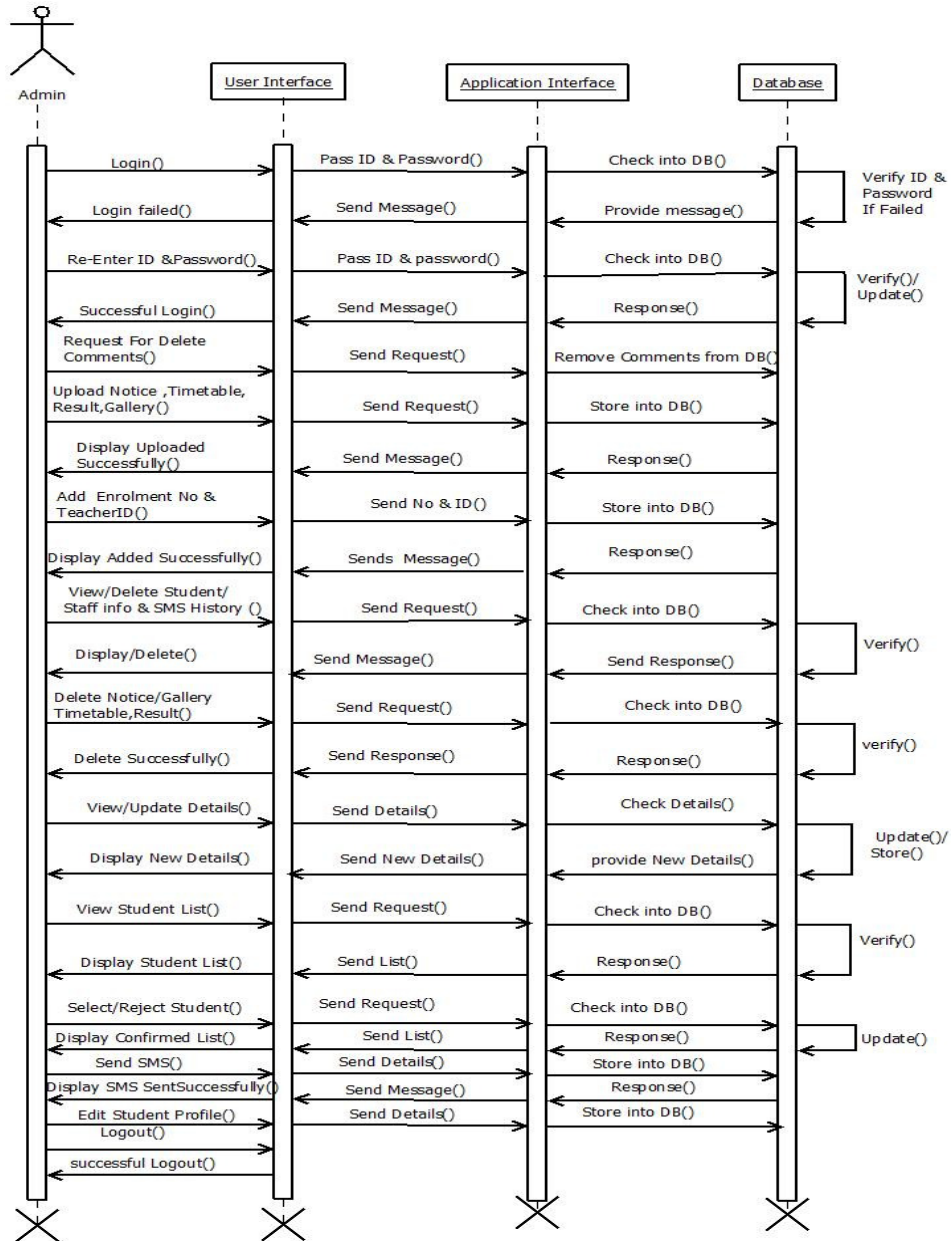 Admin
User Interface
Application Interface
Database
Login()
Pass ID & Password()
Check into DB()
Verify ID &
Password
If Failed
Login failed()
Send Message()
Provide message()
Re-Enter ID &Password()
Pass ID & password()
Check into DB()
Verify()/
Update()
Successful Login()
Send Message()
Response()
Request For Delete
Comments()
Send Request()
Remove Comments from DB()
Upload Notice ,Timetable,
Result,Gallery()
Send Request()
Store into DB()
Display Uploaded
Successfully()
Send Message()
Response()
Add Enrolment No &
TeacherID()
Send No & ID()
Store into DB()
Display Added Successfully()
Sends Message()
Response()
View/Delete Student/
Staff info & SMS History ()
Send Request()
Check into DB()
Verify()
Display/Delete()
Send Message()
Send Response()
Delete Notice/Gallery
Timetable,Result()
Send Request()
Check into DB()
verify()
Delete Successfully()
Send Response()
Response()
View/Update Details()
Send Details()
Check Details()
Update()/
Store()
Display New Details()
Send New Details()
provide New Details()
View Student List()
Send Request()
Check into DB()
Verify()
Display Student List()
Send List()
Response()
Select/Reject Student()
Send Request()
Check into DB()
Update()
Display Confirmed List()
Send List()
Response()
Send SMS()
Send Details()
Store into DB()
Display SMS SentSuccessfully()
Send Message()
Response()
Edit Student Profile()
Send Details()
Store into DB()
Logout()
successful Logout()